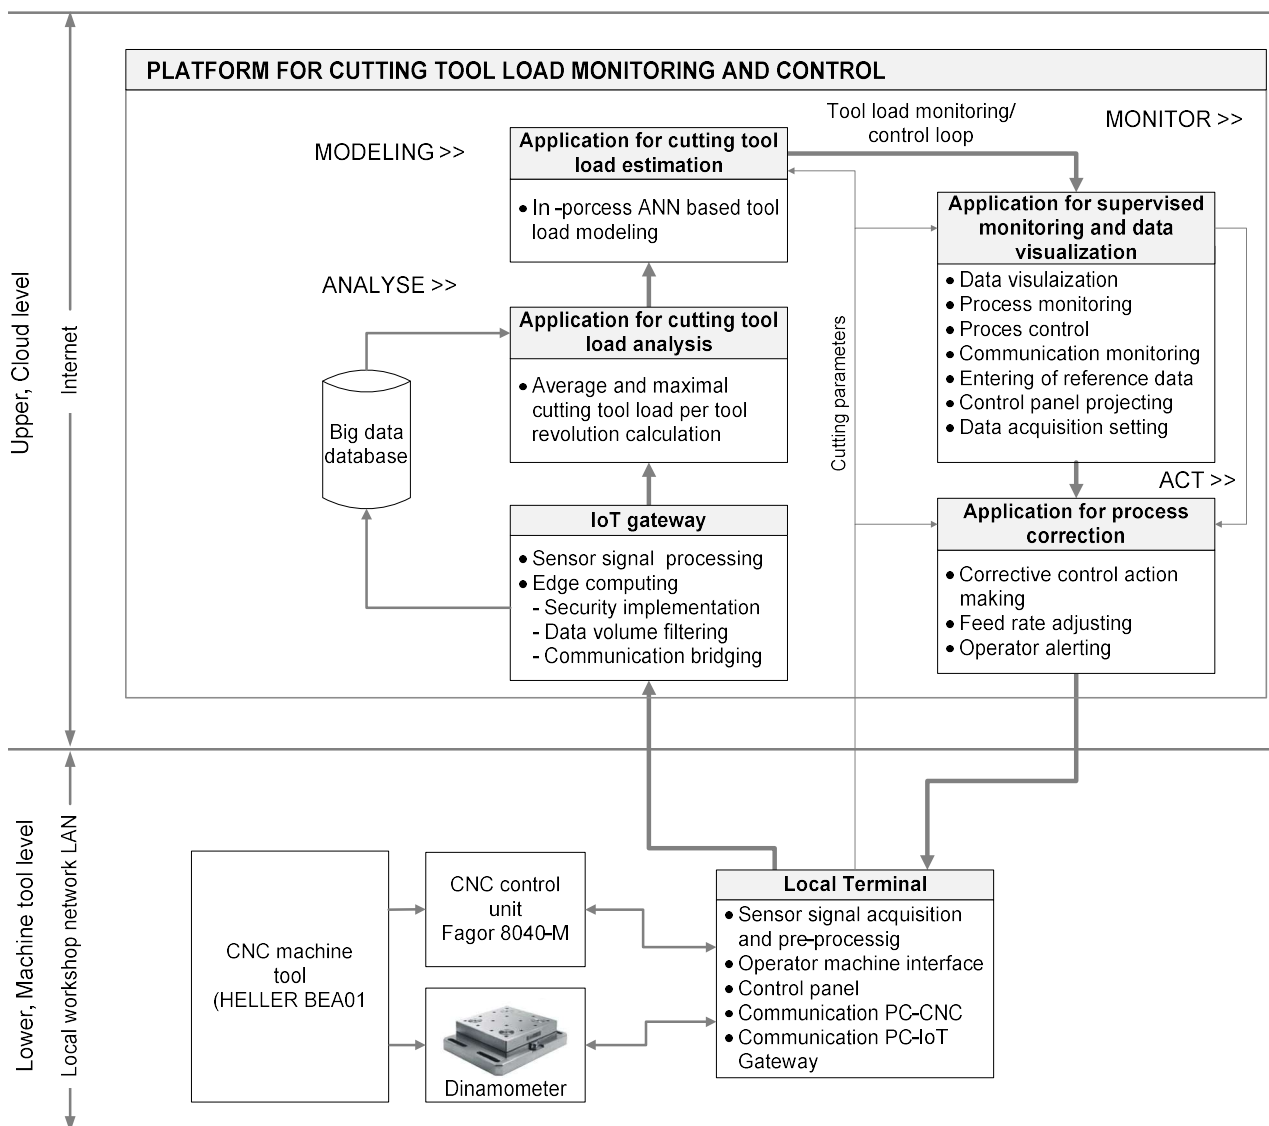 PLATFORM FOR CUTTING TOOL LOAD MONITORING AND CONTROL
Upper, Cloud level
Internet
MODELING >>
Application for cutting tool
load estimation
• In -porcess ANN based tool
load modeling
Tool load monitoring/
control loop
MONITOR >>
Application for supervised
monitoring and data
visualization
• Data visulaization
• Process monitoring
• Proces control
• Communication monitoring
• Entering of reference data
• Control panel projecting
• Data acquisition setting
ANALYSE >>
Application for cutting tool
load analysis
• Average and maximal
cutting tool load per tool
revolution calculation
Big data
database
Cutting parameters
ACT >>
IoT gateway
• Sensor signal  processing
• Edge computing
- Security implementation
- Data volume filtering
- Communication bridging
Application for process
correction
• Corrective control action
making
• Feed rate adjusting
• Operator alerting
Lower, Machine tool level
Local workshop network LAN
CNC machine
tool
(HELLER BEA01
CNC control
unit
Fagor 8040-M
Dinamometer
Local Terminal
• Sensor signal acquisition
and pre-processig
• Operator machine interface
• Control panel
• Communication PC-CNC
• Communication PC-IoT
Gateway